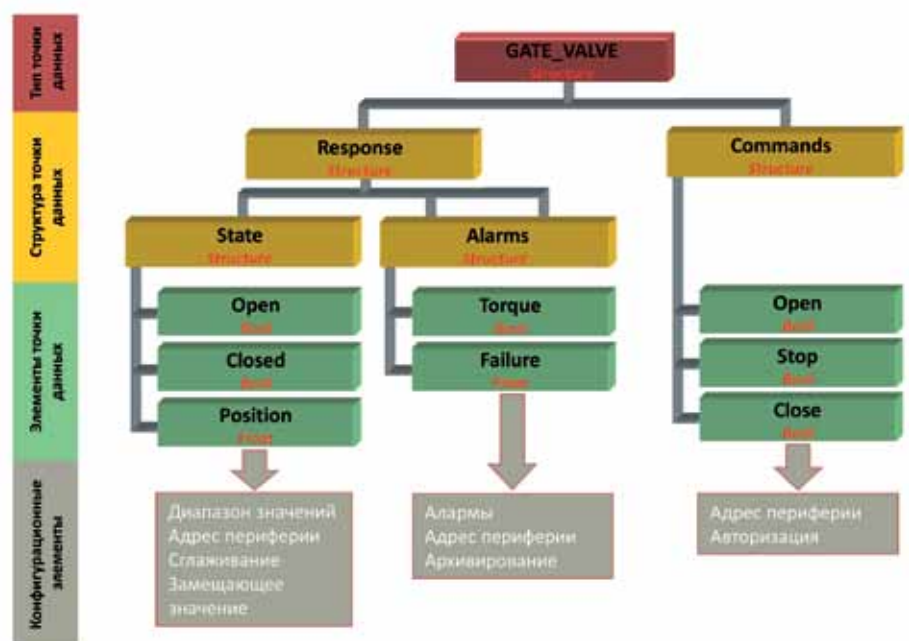 Тип точки
данных
GATE_VALVE
Structure
Структура точки
данных
Response
Structure
Commands
Structure
State
Structure
Alarms
Structure
Элементы точки
данных
Open
Bool
Closed
Bool
Position
Float
Torque
Bool
Failure
Open
Bool
Stop
Bool
Close
Bool
Конфигурационные
элементы
Диапазон значений
Адрес периферии
Сглаживание
Замещающее
значение
Алармы
Адрес периферии
Архивирование
Адрес периферии
Авторизация